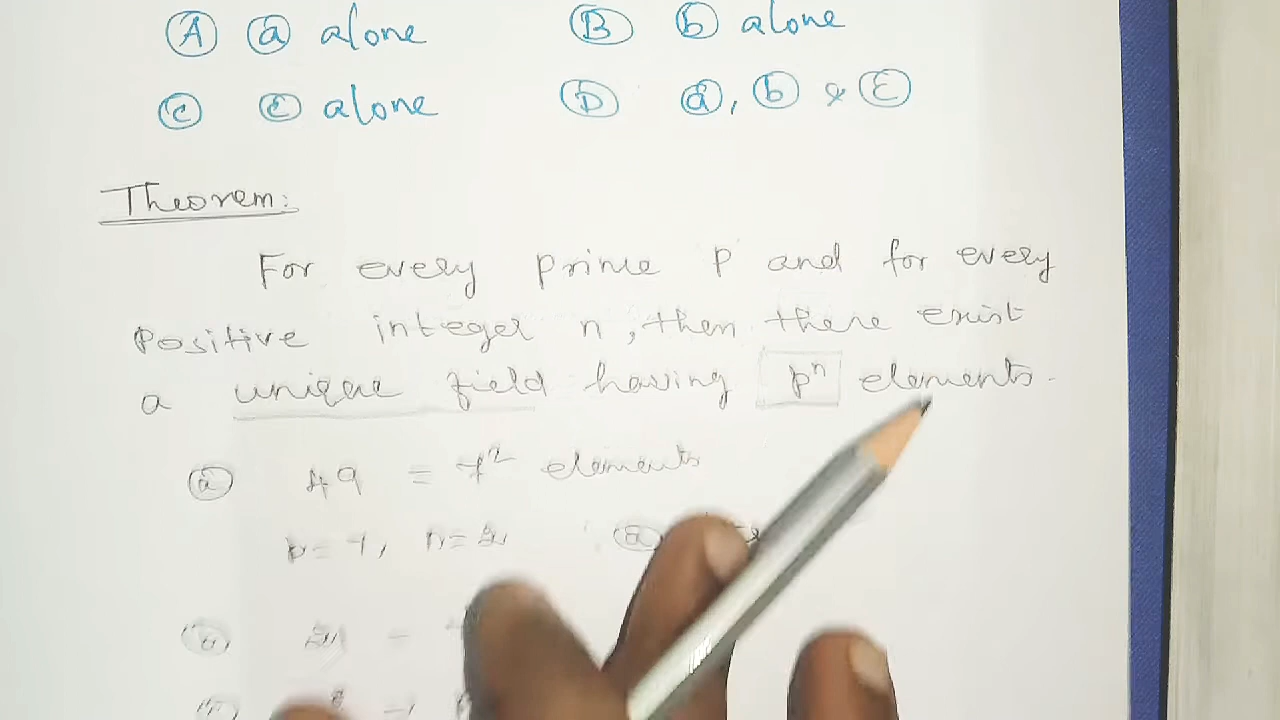 Ⓐ ⓐ alone Ⓑ ⓑ alone
Ⓒ ⓒ alone Ⓓ ⓐ, ⓑ & ⓒ
Theorem:
For every prime p and for every
positive integer n, then there exist
a unique field having pⁿ elements.
ⓐ 49 = 7² elements
p = 7, n = 2 ⓐ